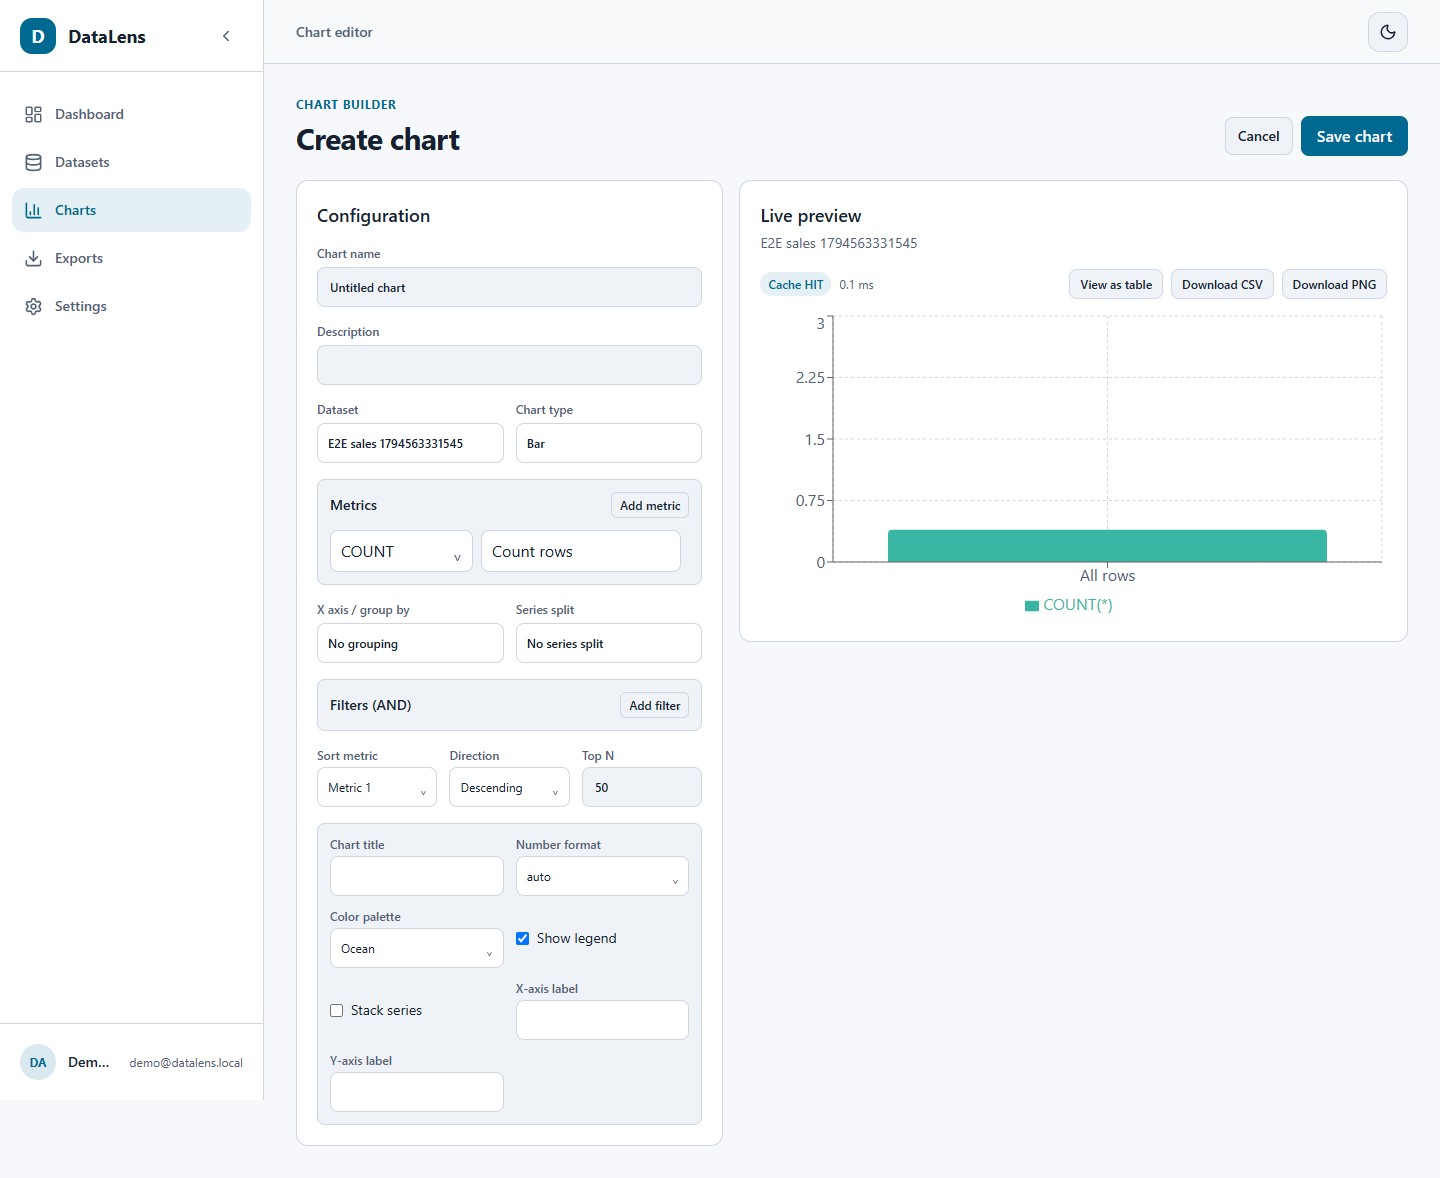 D DataLens
Chart editor
Dashboard
Datasets
Charts
Exports
Settings
DA Dem... demo@datalens.local
CHART BUILDER
Create chart
Cancel Save chart
Configuration
Chart name
Untitled chart
Description
Dataset Chart type
E2E sales 1794563331545 Bar
Metrics Add metric
COUNT Count rows
X axis / group by Series split
No grouping No series split
Filters (AND) Add filter
Sort metric Direction Top N
Metric 1 Descending 50
Chart title Number format
auto
Color palette
Ocean Show legend
Stack series X-axis label
Y-axis label
Live preview
E2E sales 1794563331545
Cache HIT 0.1 ms View as table Download CSV Download PNG
3
2.25
1.5
0.75
0
All rows
COUNT(*)